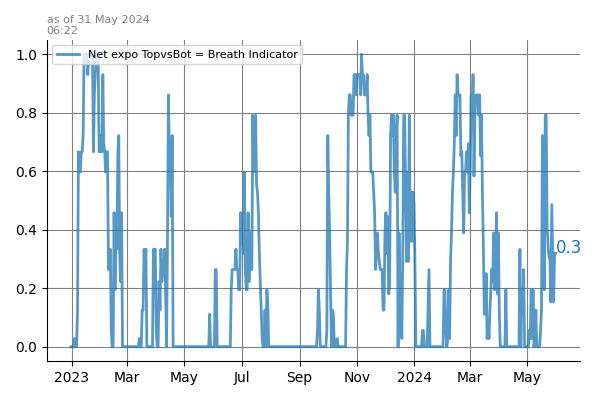 as of 31 May 2024
06:22
Net expo TopvsBot = Breath Indicator
1.0
0.8
0.6
0.4
0.2
0.0
0.3
2023 Mar May Jul Sep Nov 2024 Mar May